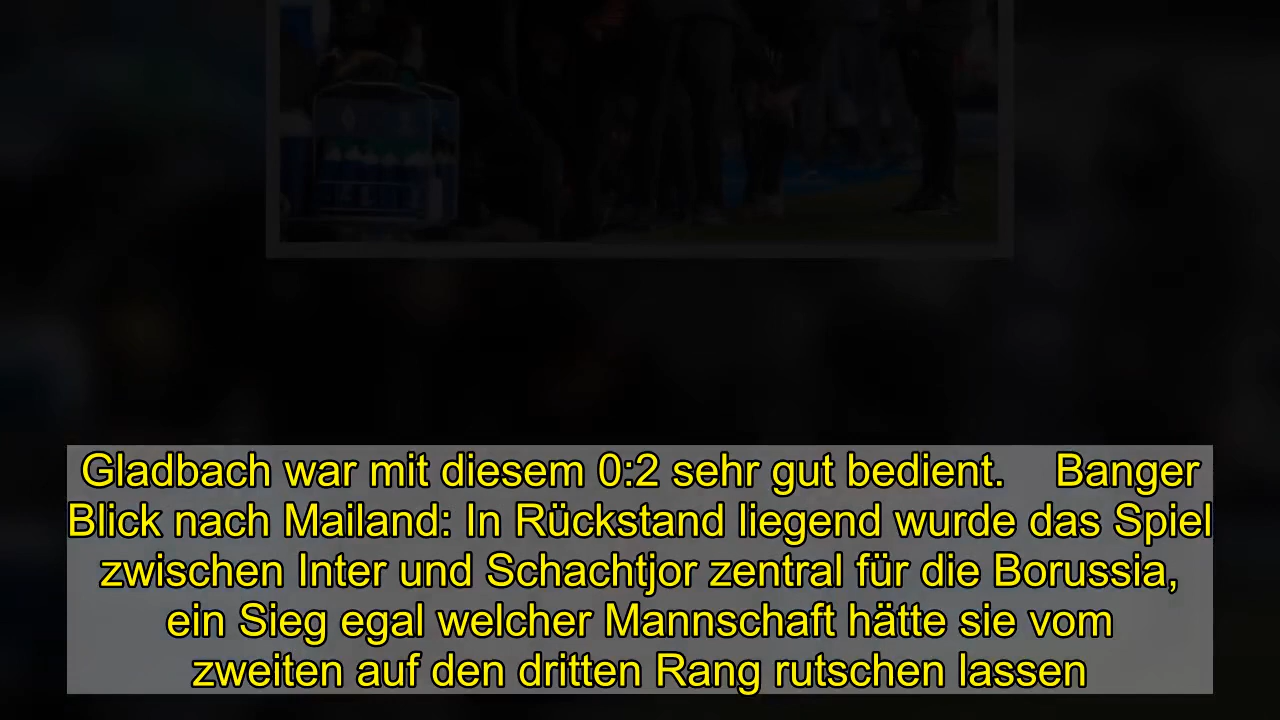 Gladbach war mit diesem 0:2 sehr gut bedient.    Banger
Blick nach Mailand: In Rückstand liegend wurde das Spiel
zwischen Inter und Schachtjor zentral für die Borussia,
ein Sieg egal welcher Mannschaft hätte sie vom
zweiten auf den dritten Rang rutschen lassen